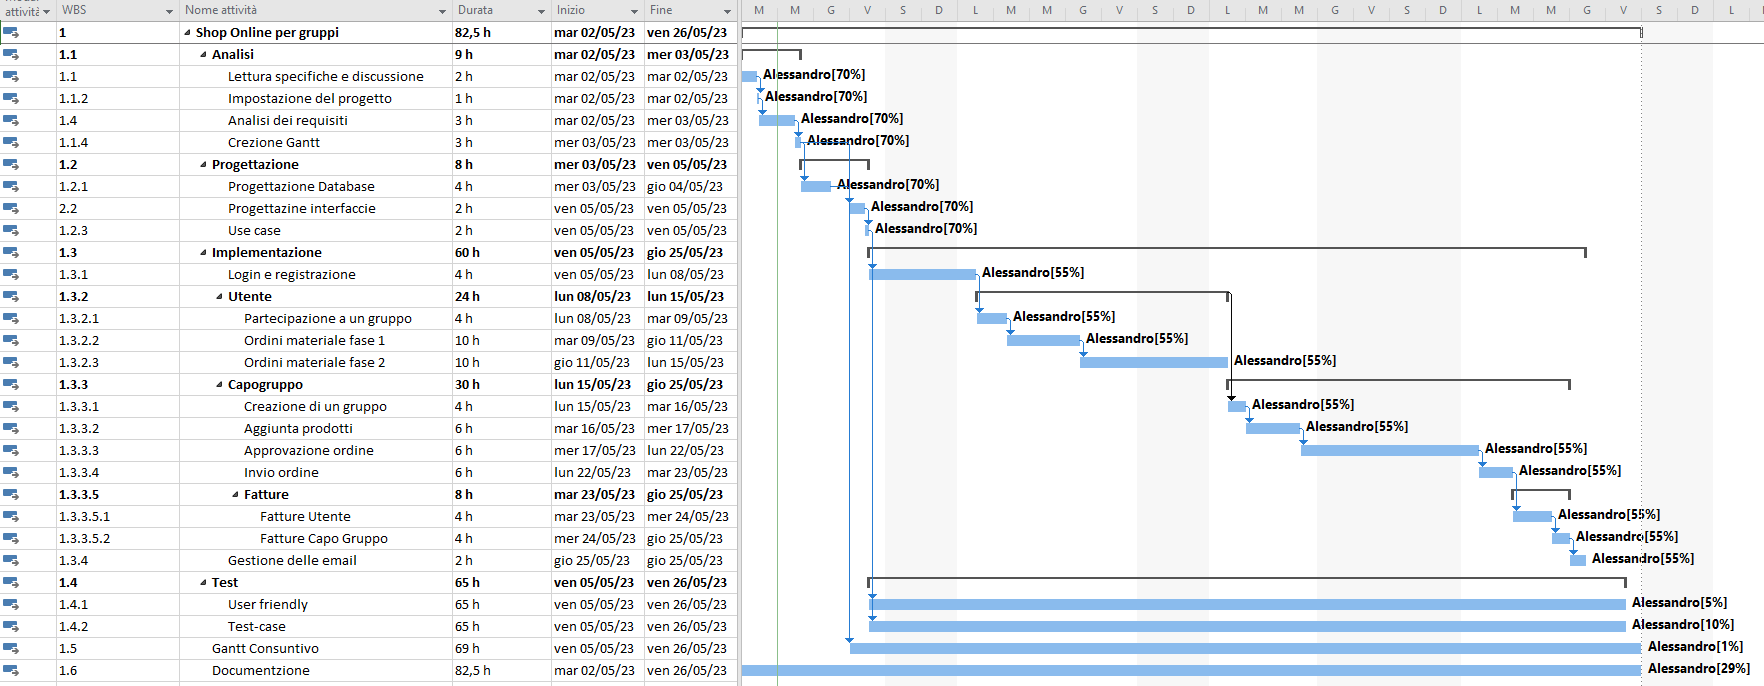 attività WBS Nome attività Durata Inizio Fine M M G V S D L M M G V S D L M M G V S D L M M G V S D L
1 Shop Online per gruppi 82,5 h mar 02/05/23 ven 26/05/23
1.1 Analisi 9 h mar 02/05/23 mer 03/05/23
1.1 Lettura specifiche e discussione 2 h mar 02/05/23 mar 02/05/23 Alessandro[70%]
1.1.2 Impostazione del progetto 1 h mar 02/05/23 mar 02/05/23 Alessandro[70%]
1.4 Analisi dei requisiti 3 h mar 02/05/23 mer 03/05/23 Alessandro[70%]
1.1.4 Crezione Gantt 3 h mer 03/05/23 mer 03/05/23 Alessandro[70%]
1.2 Progettazione 8 h mer 03/05/23 ven 05/05/23
1.2.1 Progettazione Database 4 h mer 03/05/23 gio 04/05/23 Alessandro[70%]
2.2 Progettazine interfaccie 2 h ven 05/05/23 ven 05/05/23 Alessandro[70%]
1.2.3 Use case 2 h ven 05/05/23 ven 05/05/23 Alessandro[70%]
1.3 Implementazione 60 h ven 05/05/23 gio 25/05/23
1.3.1 Login e registrazione 4 h ven 05/05/23 lun 08/05/23 Alessandro[55%]
1.3.2 Utente 24 h lun 08/05/23 lun 15/05/23
1.3.2.1 Partecipazione a un gruppo 4 h lun 08/05/23 mar 09/05/23 Alessandro[55%]
1.3.2.2 Ordini materiale fase 1 10 h mar 09/05/23 gio 11/05/23 Alessandro[55%]
1.3.2.3 Ordini materiale fase 2 10 h gio 11/05/23 lun 15/05/23 Alessandro[55%]
1.3.3 Capogruppo 30 h lun 15/05/23 gio 25/05/23
1.3.3.1 Creazione di un gruppo 4 h lun 15/05/23 mar 16/05/23 Alessandro[55%]
1.3.3.2 Aggiunta prodotti 6 h mar 16/05/23 mer 17/05/23 Alessandro[55%]
1.3.3.3 Approvazione ordine 6 h mer 17/05/23 lun 22/05/23 Alessandro[55%]
1.3.3.4 Invio ordine 6 h lun 22/05/23 mar 23/05/23 Alessandro[55%]
1.3.3.5 Fatture 8 h mar 23/05/23 gio 25/05/23
1.3.3.5.1 Fatture Utente 4 h mar 23/05/23 mer 24/05/23 Alessandro[55%]
1.3.3.5.2 Fatture Capo Gruppo 4 h mer 24/05/23 gio 25/05/23 Alessandro[55%]
1.3.4 Gestione delle email 2 h gio 25/05/23 gio 25/05/23 Alessandro[55%]
1.4 Test 65 h ven 05/05/23 ven 26/05/23
1.4.1 User friendly 65 h ven 05/05/23 ven 26/05/23 Alessandro[5%]
1.4.2 Test-case 65 h ven 05/05/23 ven 26/05/23 Alessandro[10%]
1.5 Gantt Consuntivo 69 h ven 05/05/23 ven 26/05/23 Alessandro[1%]
1.6 Documentzione 82,5 h mar 02/05/23 ven 26/05/23 Alessandro[29%]